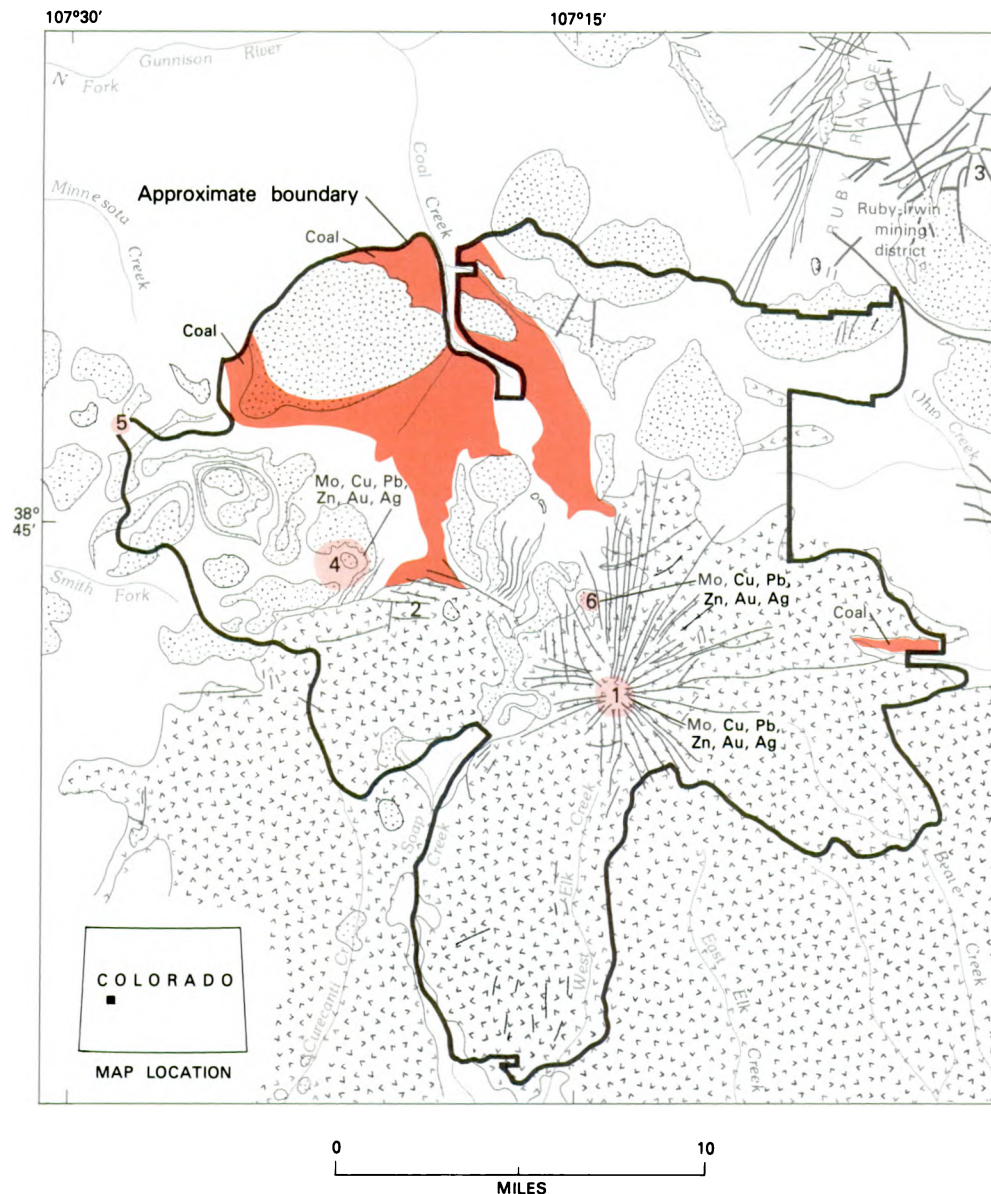 107°30'
107°15'
N Fork Gunnison River
Minnesota Creek
Coal Creek
RUBY RANGE
3
Ruby-Irwin
mining
district
Approximate boundary
Coal
Coal
5
Ohio Creek
Mo, Cu, Pb,
Zn, Au, Ag
38°
45'
4
Smith Fork
2
6
Mo, Cu, Pb,
Zn, Au, Ag
Coal
1
Mo, Cu, Pb,
Zn, Au, Ag
Soap Creek
West Elk Creek
East Elk Creek
Beaver Creek
Curecanti Cr
COLORADO
MAP LOCATION
0
10
MILES